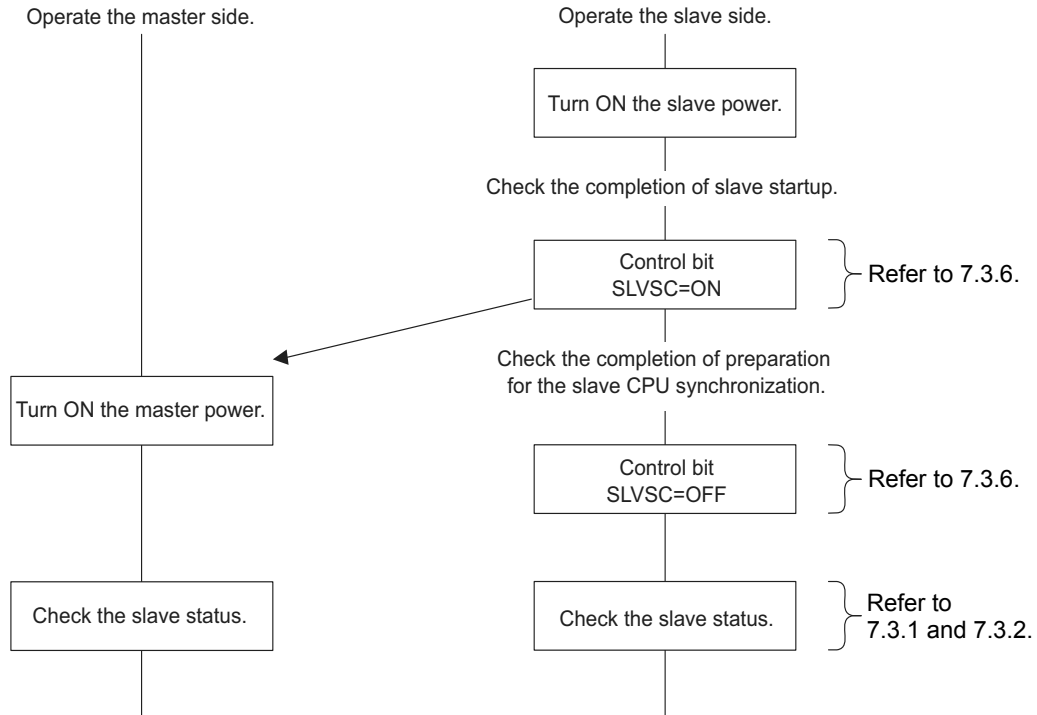 Operate the master side.
Operate the slave side.
Turn ON the slave power.
Check the completion of slave startup.
Control bit
SLVSC=ON
Refer to 7.3.6.
Check the completion of preparation
for the slave CPU synchronization.
Turn ON the master power.
Control bit
SLVSC=OFF
Refer to 7.3.6.
Check the slave status.
Check the slave status.
Refer to
7.3.1 and 7.3.2.